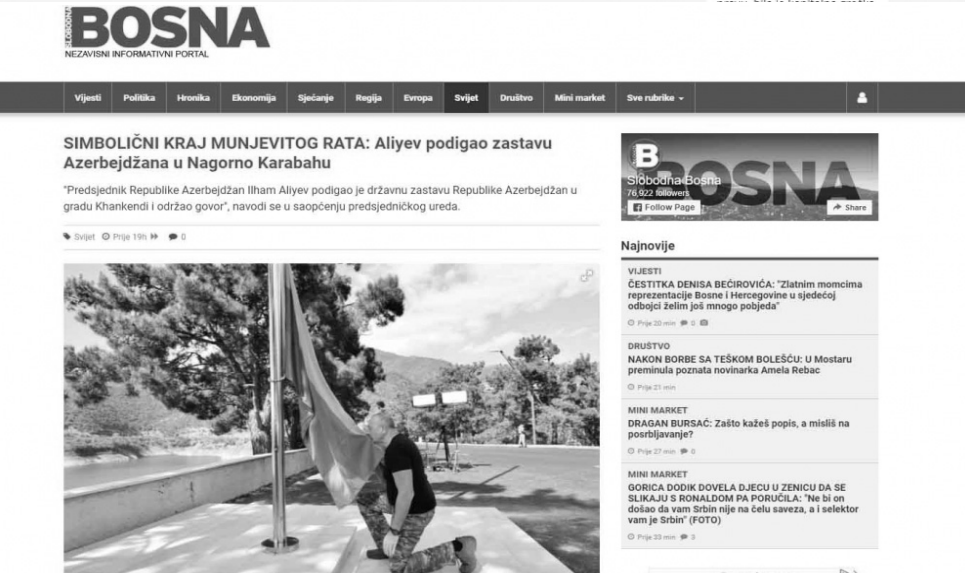 SLOBODNA
BOSNA
NEZAVISNI INFORMATIVNI PORTAL
Vijesti Politika Hronika Ekonomija Sjećanje Regija Evropa Svijet Društvo Mini market Sve rubrike
SIMBOLIČNI KRAJ MUNJEVITOG RATA: Aliyev podigao zastavu
Azerbejdžana u Nagorno Karabahu
"Predsjednik Republike Azerbejdžan Ilham Aliyev podigao je državnu zastavu Republike Azerbejdžan u
gradu Khankendi i održao govor", navodi se u saopćenju predsjedničkog ureda.
Svijet Prije 19h 0
B
BOSNA
Slobodna Bosna
76,922 followers
Follow Page
Share
Najnovije
VIJESTI
ČESTITKA DENISA BEĆIROVIĆA: "Zlatnim momcima
reprezentacije Bosne i Hercegovine u sjedećoj
odbojci želim još mnogo pobjeda"
Prije 20 min 0
DRUŠTVO
NAKON BORBE SA TEŠKOM BOLEŠĆU: U Mostaru
preminula poznata novinarka Amela Rebac
Prije 21 min
MINI MARKET
DRAGAN BURSAĆ: Zašto kažeš popis, a misliš na
posrbljavanje?
Prije 27 min 0
MINI MARKET
GORICA DODIK DOVELA DJECU U ZENICU DA SE
SLIKAJU S RONALDOM PA PORUČILA: "Ne bi on
došao da vam Srbin nije na čelu saveza, a i selektor
vam je Srbin" (FOTO)
Prije 33 min 3